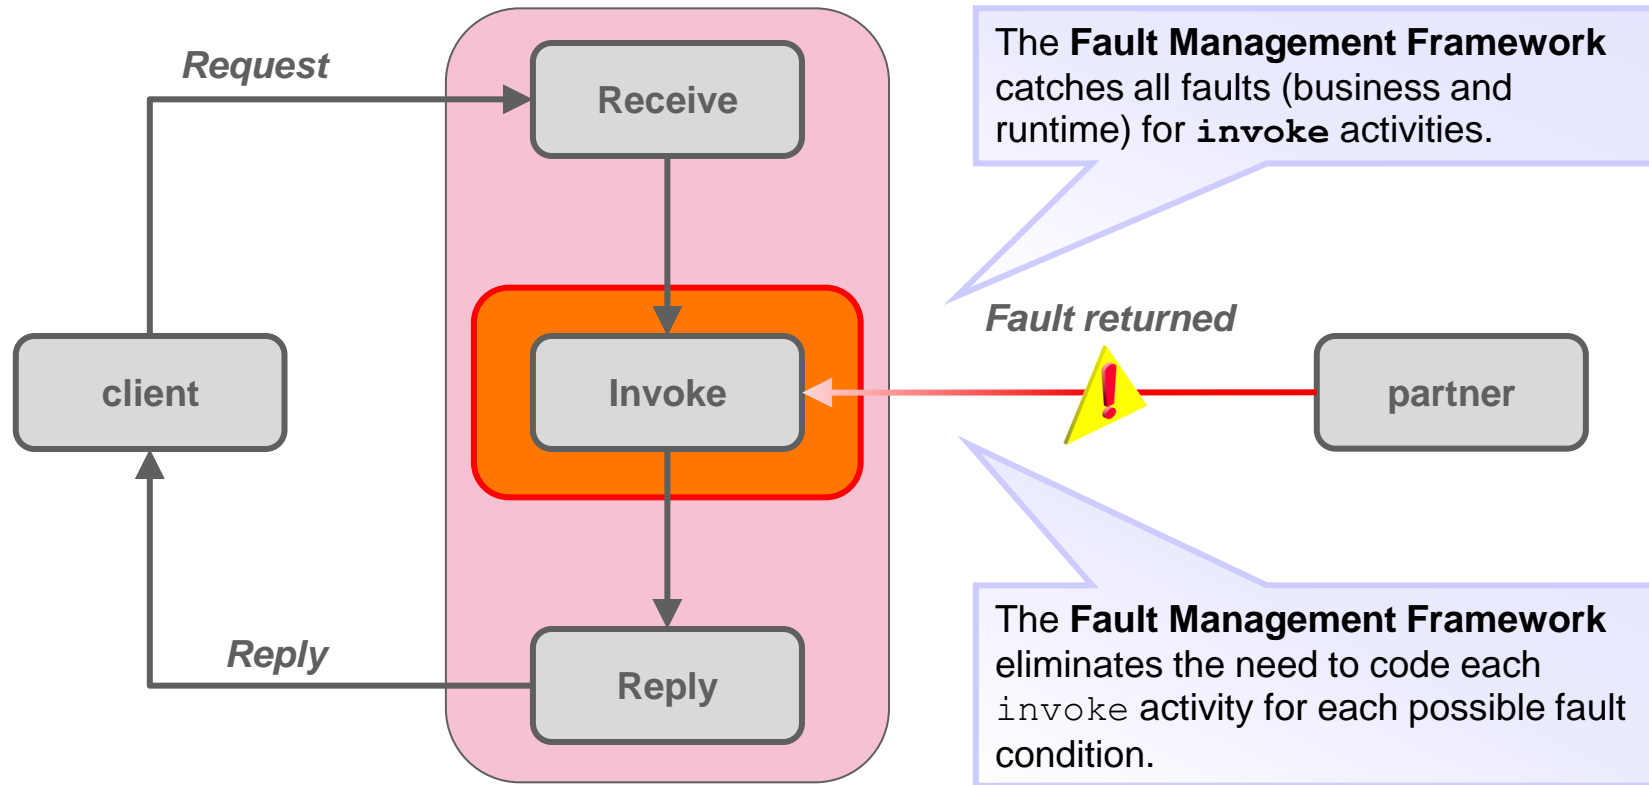 Request
Receive
The Fault Management Framework
catches all faults (business and
runtime) for invoke activities.
Fault returned
client
Invoke
partner
Reply
Reply
The Fault Management Framework
eliminates the need to code each
invoke activity for each possible fault
condition.